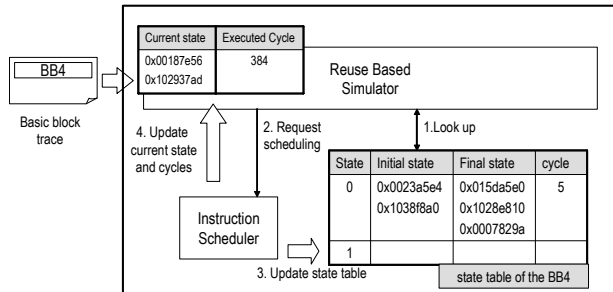 Current state Executed Cycle
0x00187e56 384
0x102937ad
BB4
Reuse Based
Simulator
Basic block
trace
4. Update
current state
and cycles
2. Request
scheduling
1.Look up
State Initial state Final state cycle
0 0x0023a5e4 0x015da5e0 5
0x1038f8a0 0x1028e810
0x0007829a
1
Instruction
Scheduler
3. Update state table
state table of the BB4